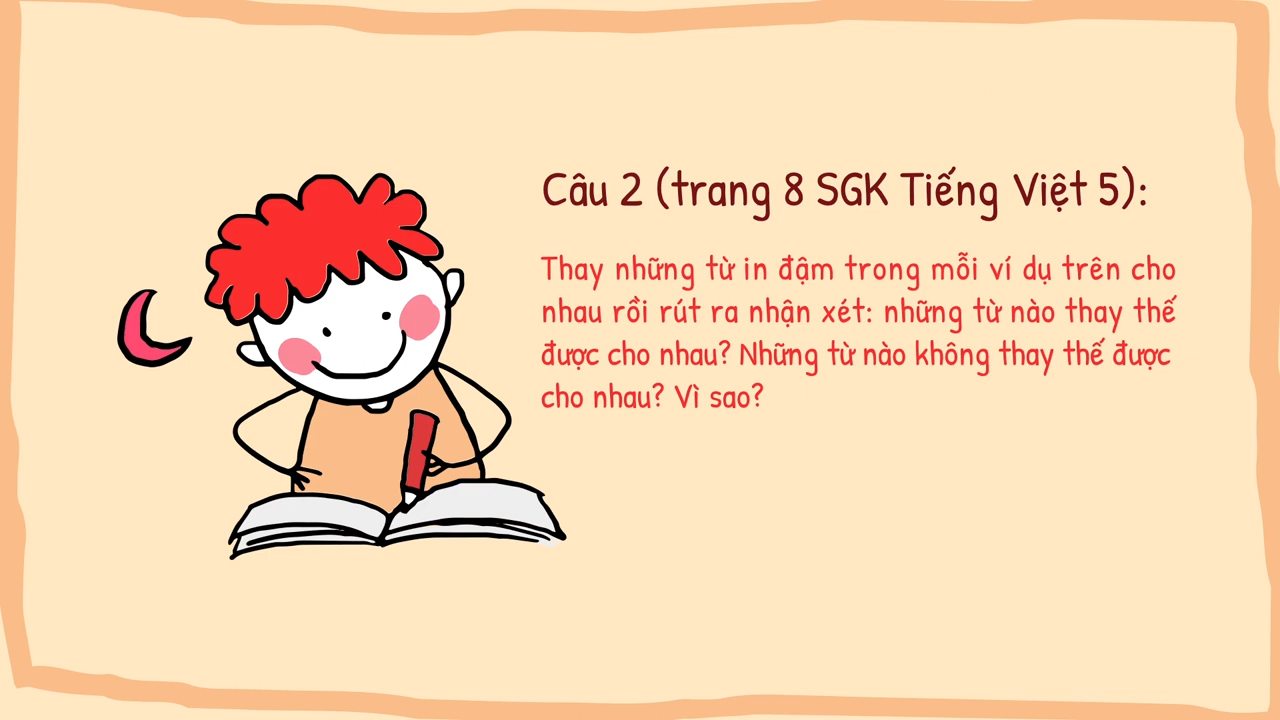 Câu 2 (trang 8 SGK Tiếng Việt 5):
Thay những từ in đậm trong mỗi ví dụ trên cho
nhau rồi rút ra nhận xét: những từ nào thay thế
được cho nhau? Những từ nào không thay thế được
cho nhau? Vì sao?